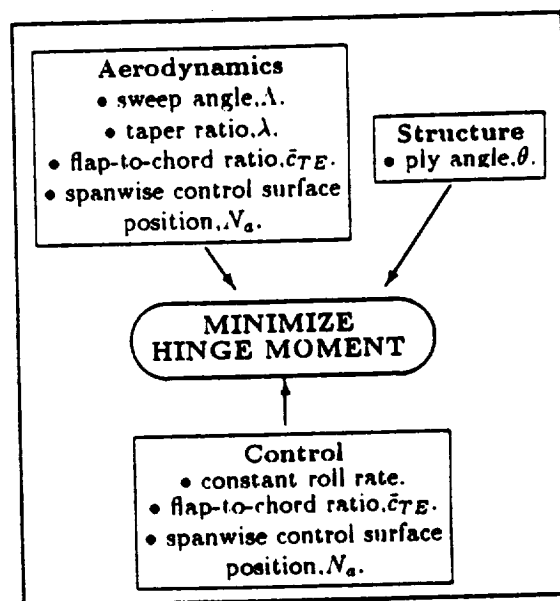 Aerodynamics
• sweep angle,Λ.
• taper ratio,λ.
• flap-to-chord ratio,c̄TE.
• spanwise control surface
position,Na.
Structure
• ply angle,θ.
MINIMIZE
HINGE MOMENT
Control
• constant roll rate.
• flap-to-chord ratio,c̄TE.
• spanwise control surface
position,Na.